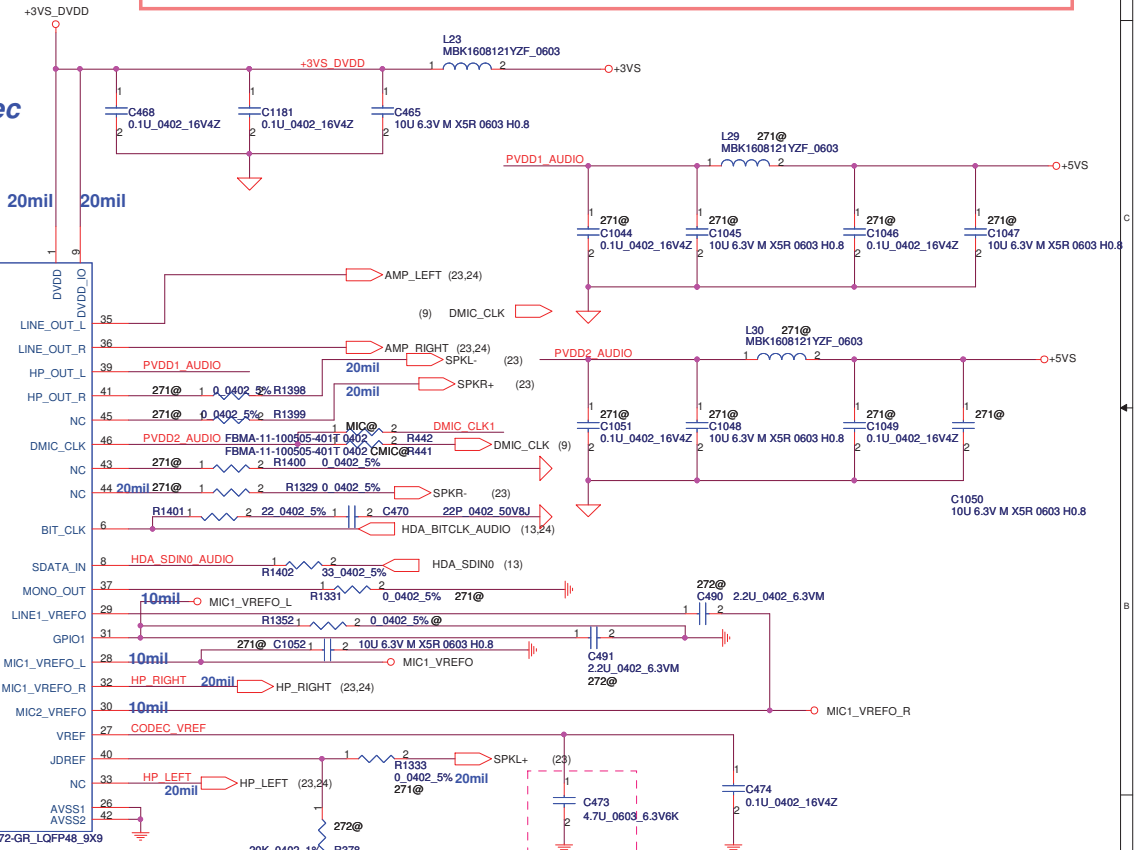 +3VS_DVDD
L23
MBK1608121YZF_0603
+3VS_DVDD
1
2
+3VS
1
1
1
C468
0.1U_0402_16V4Z
C1181
0.1U_0402_16V4Z
C465
10U 6.3V M X5R 0603 H0.8
2
2
2
ec
L29 271@
MBK1608121YZF_0603
PVDD1_AUDIO
1
2
+5VS
20mil
20mil
1
1
1
1
271@
C1044
0.1U_0402_16V4Z
271@
C1045
10U 6.3V M X5R 0603 H0.8
271@
C1046
0.1U_0402_16V4Z
271@
C1047
10U 6.3V M X5R 0603 H0.8
2
2
2
2
C
1
9
DVDD
DVDD_IO
AMP_LEFT (23,24)
(9) DMIC_CLK
LINE_OUT_L
35
L30 271@
MBK1608121YZF_0603
LINE_OUT_R
36
AMP_RIGHT (23,24)
PVDD2_AUDIO
1
2
+5VS
HP_OUT_L
39
PVDD1_AUDIO
20mil
SPKL- (23)
HP_OUT_R
41
271@ 1 0_0402_5% 2 R1398
20mil
SPKR+ (23)
NC
45
271@ 1 0_0402_5% 2 R1399
1
1
1
1
271@
C1051
0.1U_0402_16V4Z
271@
C1048
10U 6.3V M X5R 0603 H0.8
271@
C1049
0.1U_0402_16V4Z
271@
2
2
2
2
C1050
10U 6.3V M X5R 0603 H0.8
MIC@
1
2
DMIC_CLK1
DMIC_CLK
46
PVDD2_AUDIO
FBMA-11-100505-401T 0402
R442
DMIC_CLK (9)
FBMA-11-100505-401T 0402
CMIC@
R441
NC
43
271@ 1 2 R1400 0_0402_5%
NC
44
20mil
271@ 1 2 R1329 0_0402_5%
SPKR- (23)
R1401 1 2 22_0402_5% 1 2 C470 22P_0402_50V8J
BIT_CLK
6
HDA_BITCLK_AUDIO (13,24)
SDATA_IN
8
HDA_SDIN0_AUDIO
1 2
R1402 33_0402_5%
HDA_SDIN0 (13)
MONO_OUT
37
1 2
R1331 0_0402_5% 271@
10mil
MIC1_VREFO_L
272@
C490 2.2U_0402_6.3VM
LINE1_VREFO
29
1
2
R1352 1 2 0_0402_5% @
B
GPIO1
31
1
2
C491
2.2U_0402_6.3VM
272@
271@ C1052 1 2 10U 6.3V M X5R 0603 H0.8
MIC1_VREFO_L
28
10mil
MIC1_VREFO
MIC1_VREFO_R
32
HP_RIGHT
20mil
HP_RIGHT (23,24)
MIC2_VREFO
30
10mil
MIC1_VREFO_R
VREF
27
CODEC_VREF
JDREF
40
1 2
R1333
0_0402_5%
271@
SPKL+ (23)
20mil
NC
33
HP_LEFT
20mil
HP_LEFT (23,24)
1
C473
4.7U_0603_6.3V6K
2
1
C474
0.1U_0402_16V4Z
2
AVSS1
26
AVSS2
42
1
272@
72-GR_LQFP48_9X9
20K_0402_1% R378